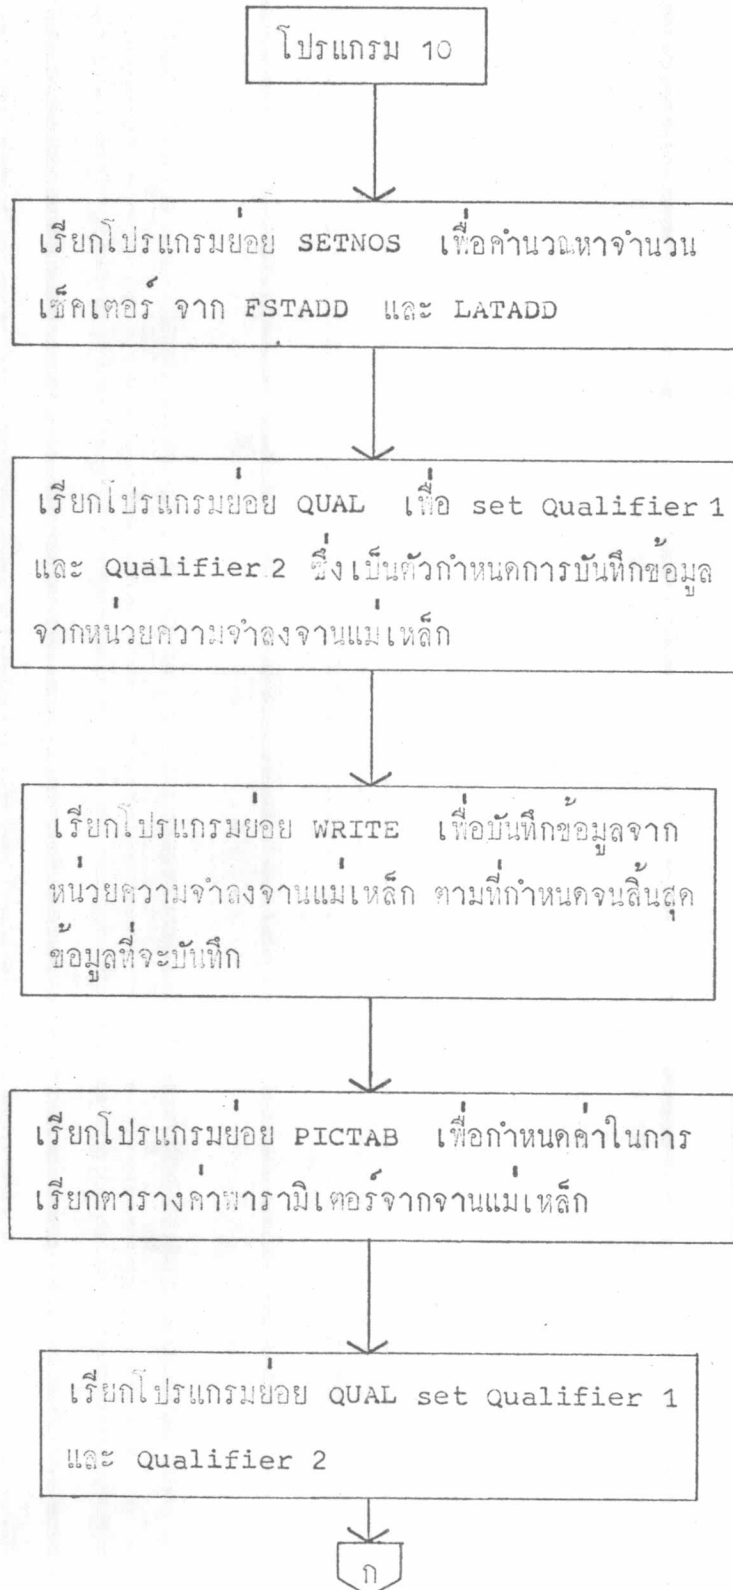 โปรแกรม 10
เรียกโปรแกรมย่อย SETNOS เพื่อคำนวณหาจำนวน
เซ็คเตอร์ จาก FSTADD และ LATADD
เรียกโปรแกรมย่อย QUAL เพื่อ set Qualifier 1
และ Qualifier 2 ซึ่งเป็นตัวกำหนดการบันทึกข้อมูล
จากหน่วยความจำลงจานแม่เหล็ก
เรียกโปรแกรมย่อย WRITE เพื่อบันทึกข้อมูลจาก
หน่วยความจำลงจานแม่เหล็ก ตามที่กำหนดจนสิ้นสุด
ข้อมูลที่จะบันทึก
เรียกโปรแกรมย่อย PICTAB เพื่อกำหนดค่าในการ
เรียกตารางค่าพารามิเตอร์จากจานแม่เหล็ก
เรียกโปรแกรมย่อย QUAL set Qualifier 1
และ Qualifier 2
ก